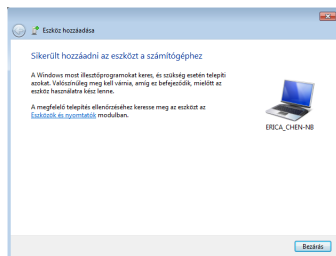 Eszköz hozzáadása
Sikerült hozzáadni az eszközt a számítógéphez
A Windows most illesztőprogramokat keres, és szükség esetén telepíti
azokat. Valószínűleg meg kell várnia, amíg ez befejeződik, mielőtt az
eszköz használatra kész lenne.
A megfelelő telepítés ellenőrzéséhez keresse meg az eszközt az
Eszközök és nyomtatók modulban.
ERICA_CHEN-NB
Bezárás